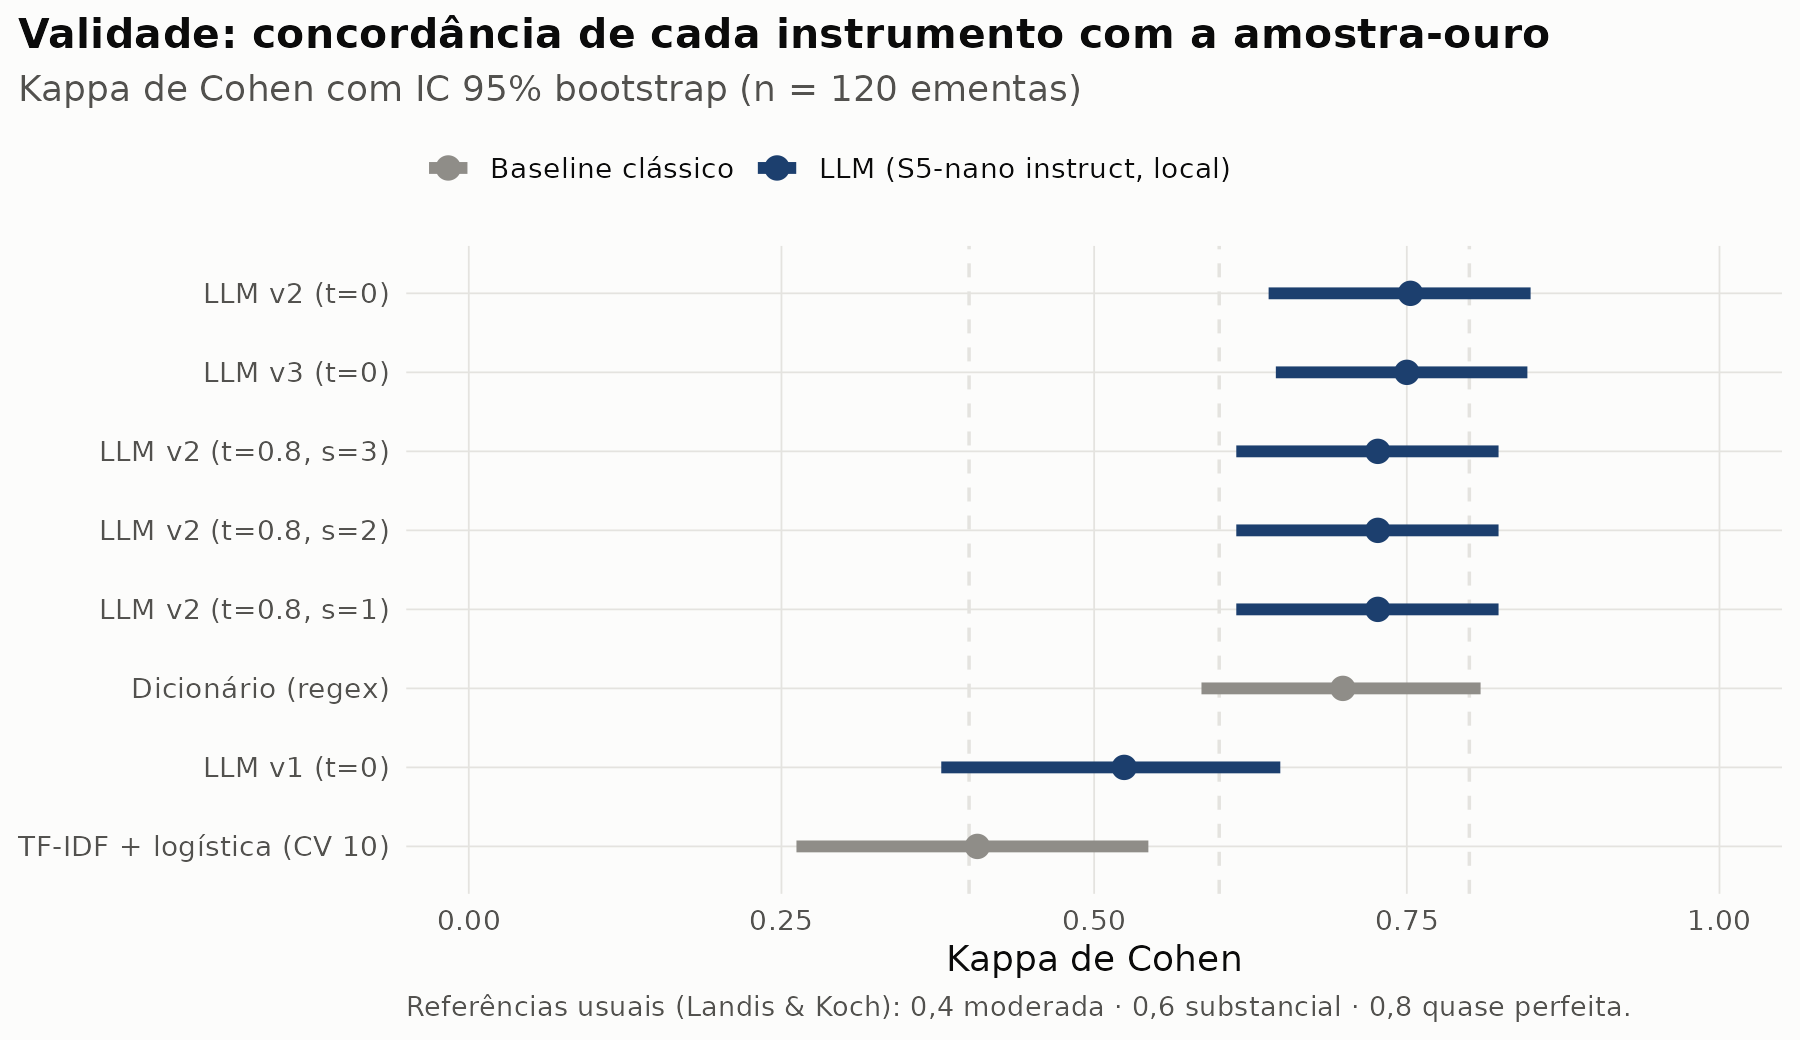 Validade: concordância de cada instrumento com a amostra-ouro
Kappa de Cohen com IC 95% bootstrap (n = 120 ementas)
Baseline clássico
LLM (S5-nano instruct, local)
LLM v2 (t=0)
LLM v3 (t=0)
LLM v2 (t=0.8, s=3)
LLM v2 (t=0.8, s=2)
LLM v2 (t=0.8, s=1)
Dicionário (regex)
LLM v1 (t=0)
TF-IDF + logística (CV 10)
0.00 0.25 0.50 0.75 1.00
Kappa de Cohen
Referências usuais (Landis & Koch): 0,4 moderada · 0,6 substancial · 0,8 quase perfeita.